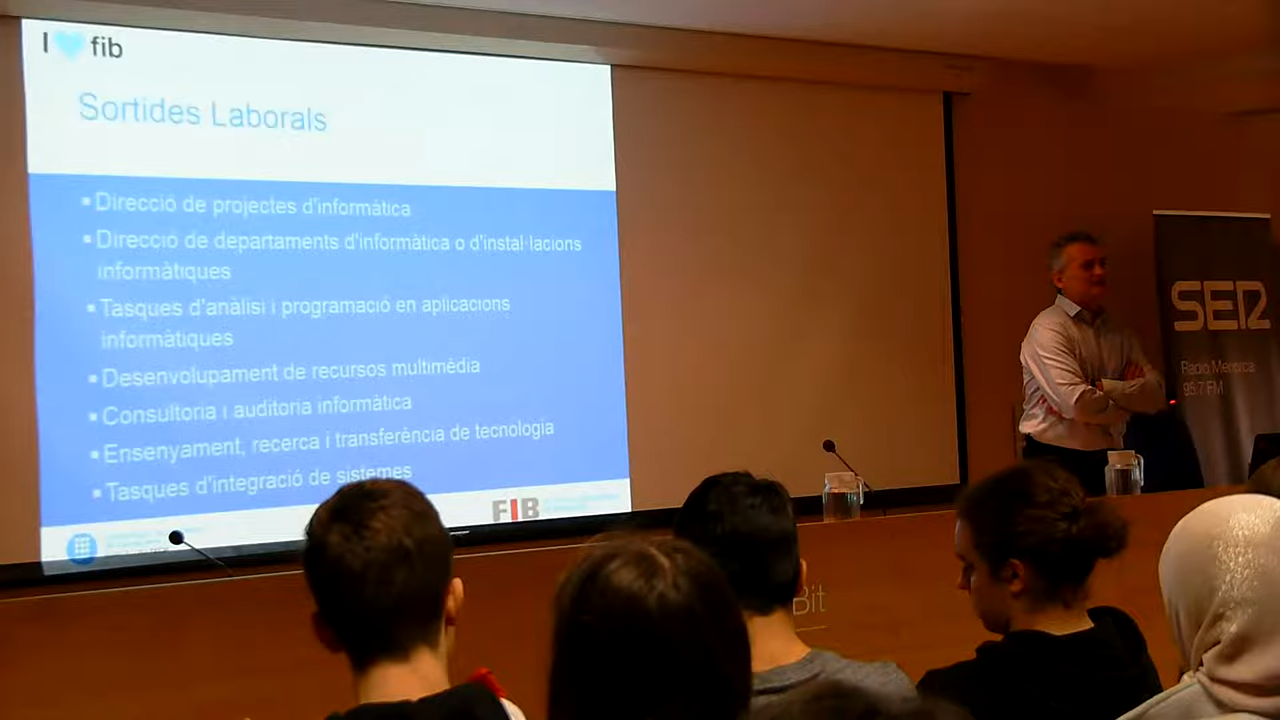 I fib
Sortides Laborals
Direcció de projectes d'informàtica
Direcció de departaments d'informàtica o d'instal·lacions
informàtiques
Tasques d'anàlisi i programació en aplicacions
informàtiques
Desenvolupament de recursos multimèdia
Consultoria i auditoria informàtica
Ensenyament, recerca i transferència de tecnologia
Tasques d'integració de sistemes
FIB
SER
Radio Menorca
95.7 FM
Bit